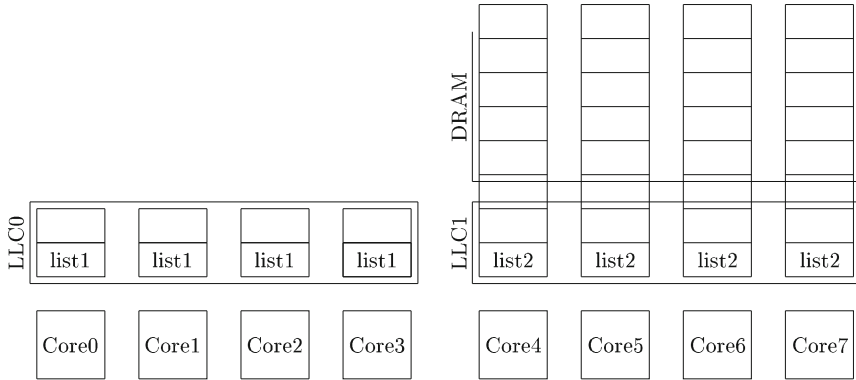 DRAM
LLC0
LLC1
list1 list1 list1 list1 list2 list2 list2 list2
Core0 Core1 Core2 Core3 Core4 Core5 Core6 Core7